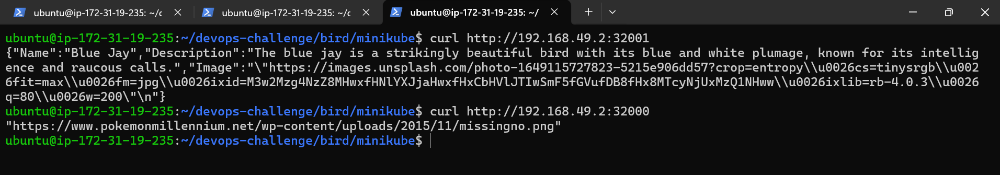 ubuntu@ip-172-31-19-235: ~/c
ubuntu@ip-172-31-19-235: ~/c
ubuntu@ip-172-31-19-235: ~/
ubuntu@ip-172-31-19-235:~/devops-challenge/bird/minikube$ curl http://192.168.49.2:32001
{"Name":"Blue Jay","Description":"The blue jay is a strikingly beautiful bird with its blue and white plumage, known for its intellig
ence and raucous calls.","Image":"\"https://images.unsplash.com/photo-1649115727823-5215e906dd57?crop=entropy\\u0026cs=tinysrgb\\u002
6fit=max\\u0026fm=jpg\\u0026ixid=M3w2Mzg4NzZ8MHwxfHNlYXJjaHwxfHxCbHVlJTIwSmF5fGVufDB8fHx8MTcyNjUxMzQ1NHww\\u0026ixlib=rb-4.0.3\\u0026
q=80\\u0026w=200\"\n"}
ubuntu@ip-172-31-19-235:~/devops-challenge/bird/minikube$ curl http://192.168.49.2:32000
"https://www.pokemonmillennium.net/wp-content/uploads/2015/11/missingno.png"
ubuntu@ip-172-31-19-235:~/devops-challenge/bird/minikube$